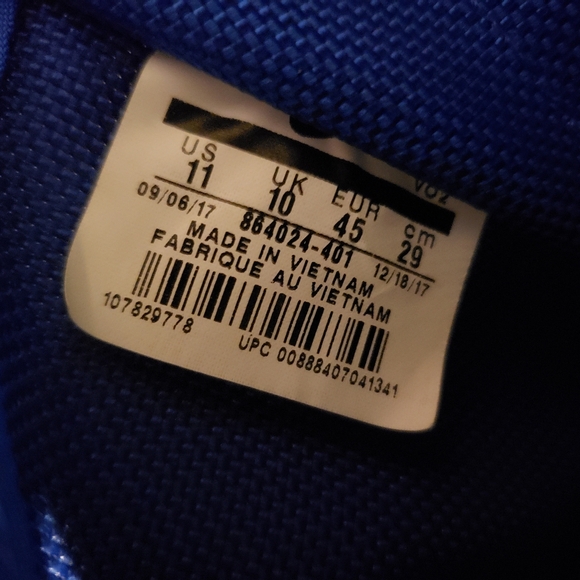 VO2
US UK EUR cm
11 10 45 29
09/06/17 864024-401 12/18/17
MADE IN VIETNAM
FABRIQUE AU VIETNAM
107829778
UPC 00888407041341